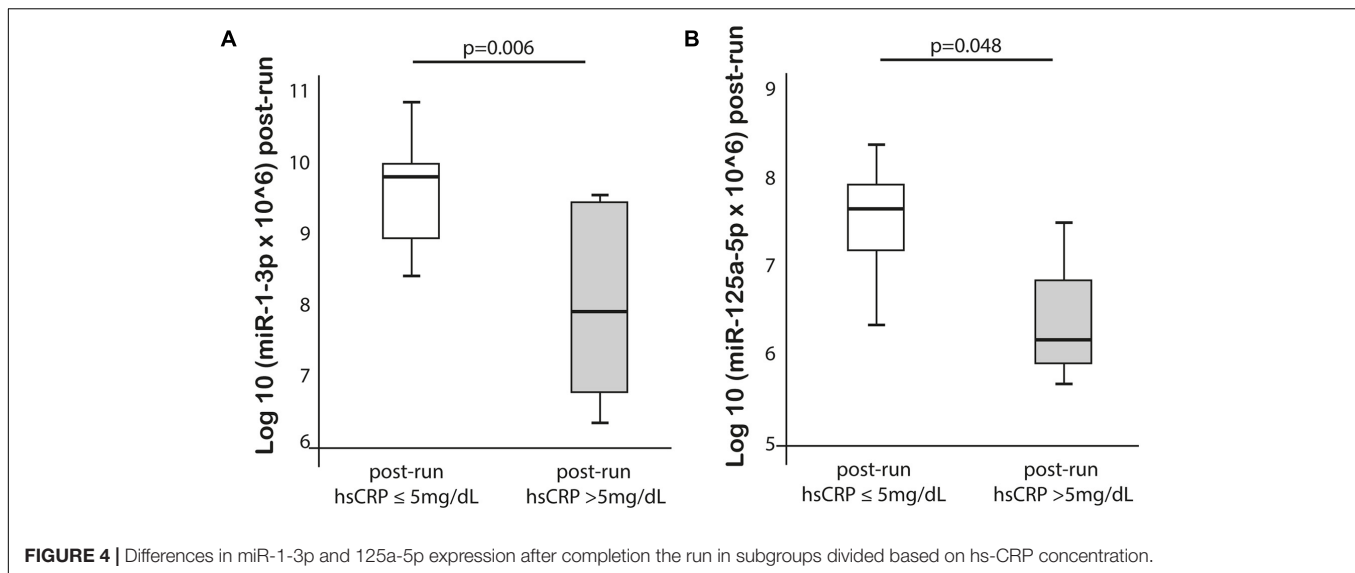 A
p=0.006
Log 10 (miR-1-3p x 10^6) post-run
11
10
9
8
7
6
post-run
hsCRP ≤ 5mg/dL
post-run
hsCRP >5mg/dL
B
p=0.048
Log 10 (miR-125a-5p x 10^6) post-run
9
8
7
6
5
post-run
hsCRP ≤ 5mg/dL
post-run
hsCRP >5mg/dL
FIGURE 4 | Differences in miR-1-3p and 125a-5p expression after completion the run in subgroups divided based on hs-CRP concentration.